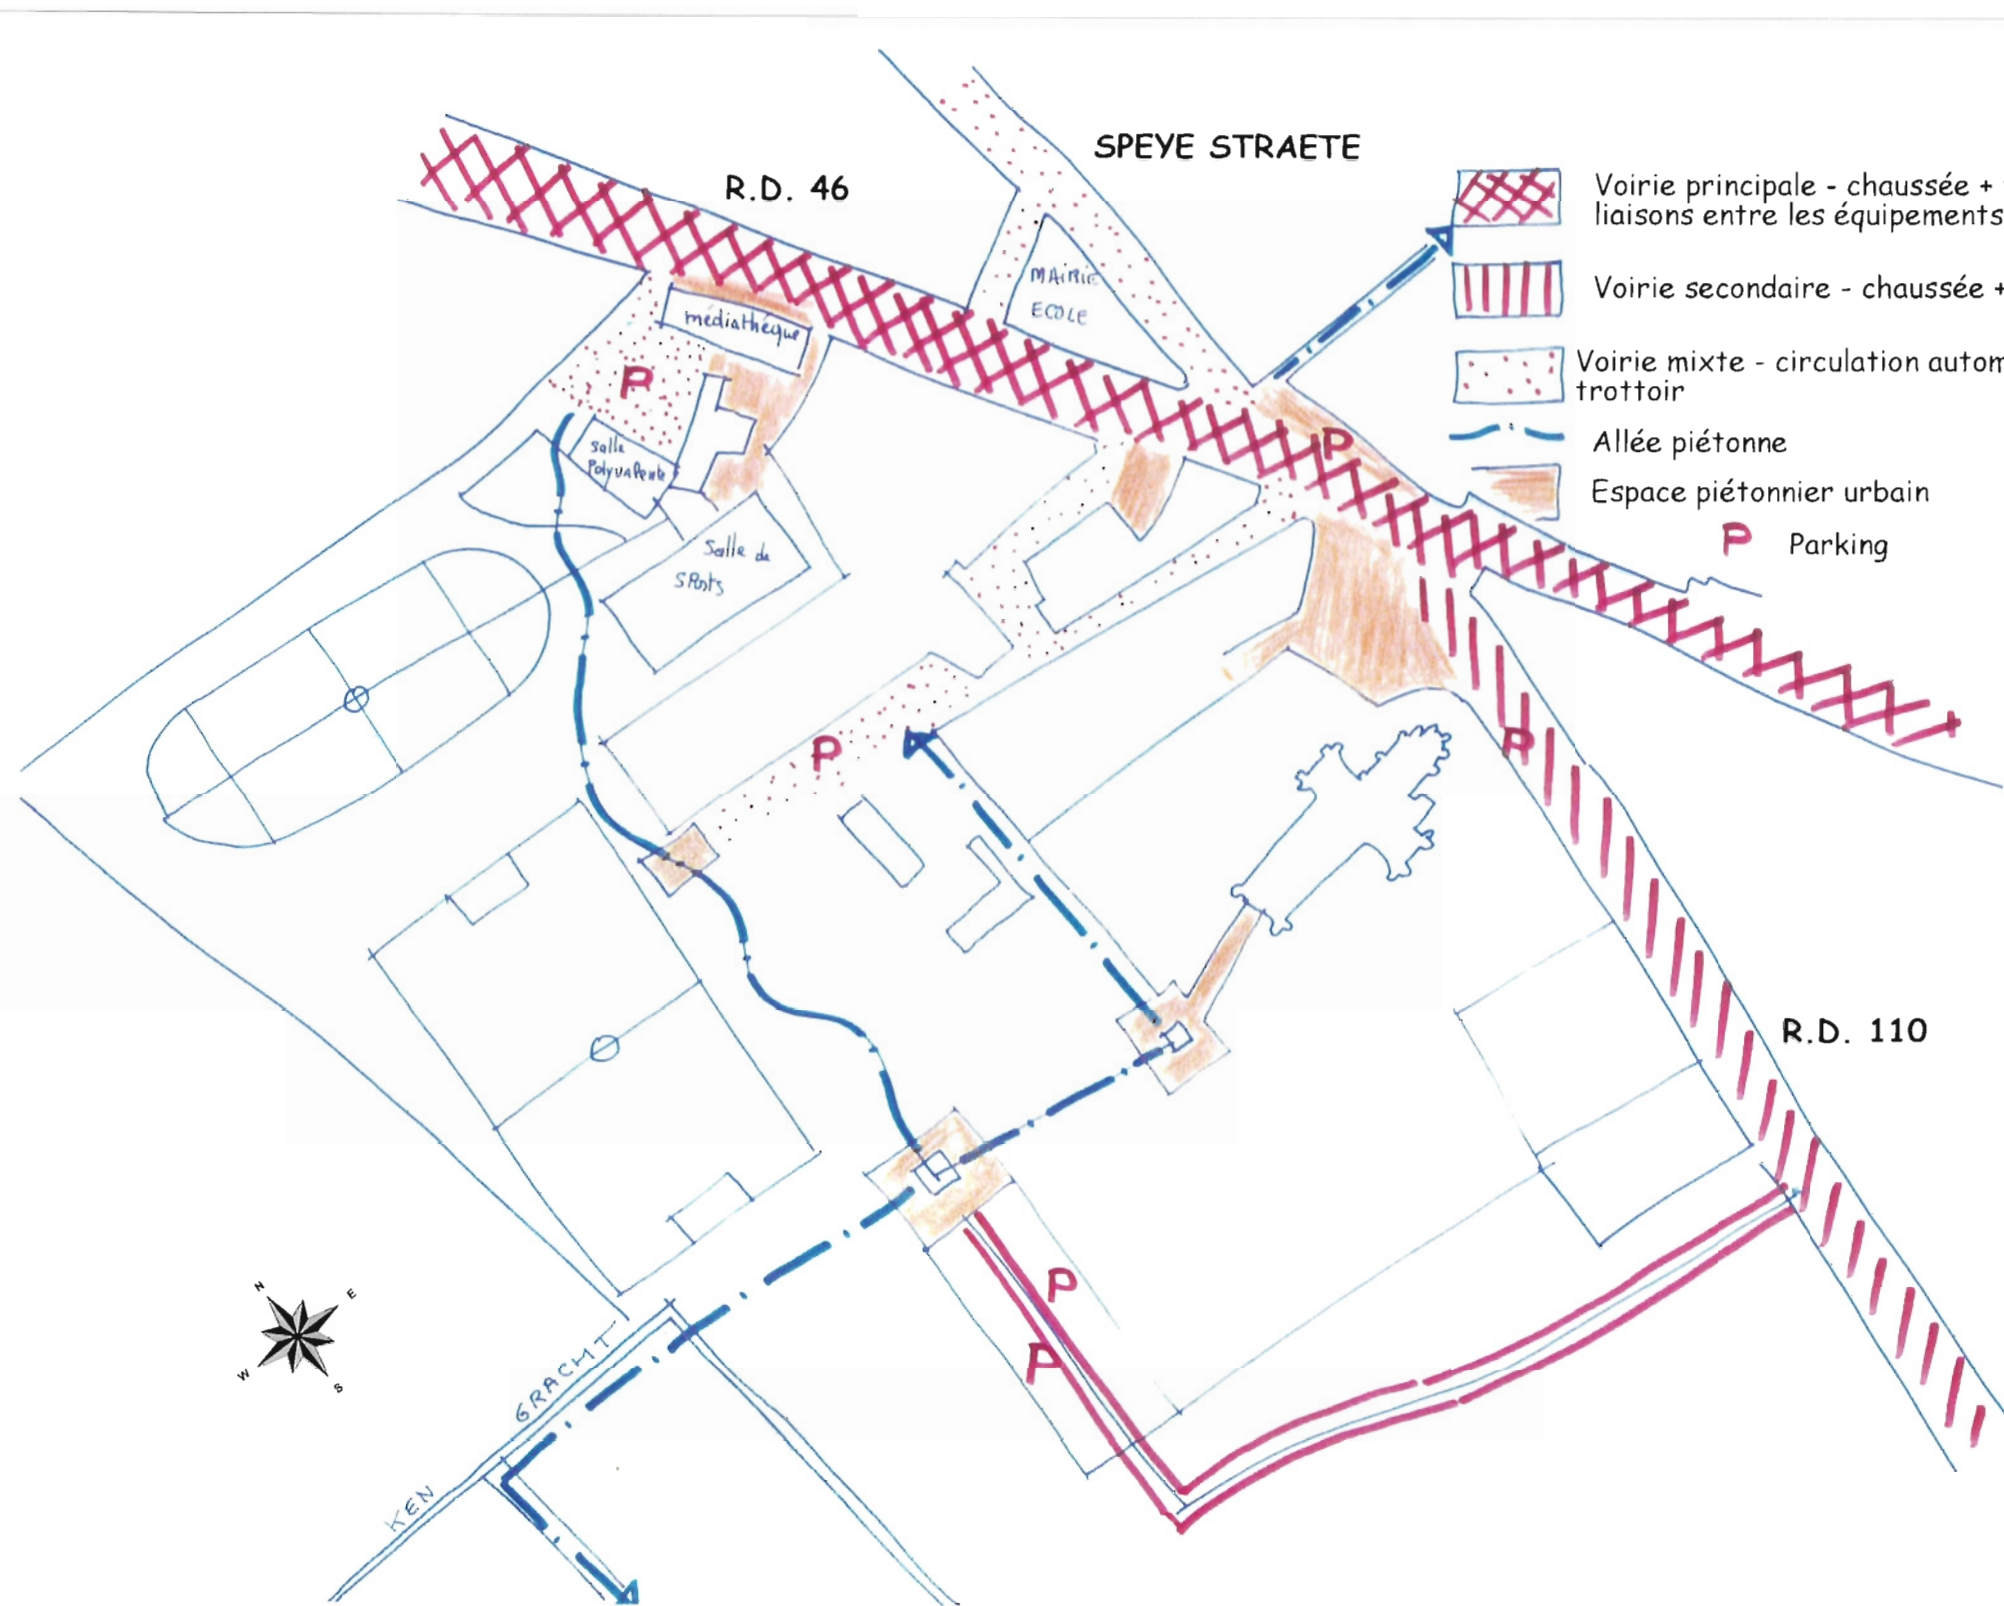 SPEYE STRAETE
R.D. 46
Voirie principale - chaussée +
liaisons entre les équipements
MAIRIE
ECOLE
Voirie secondaire - chaussée +
médiathéque
Voirie mixte - circulation autom
trottoir
P
P
Allée piétonne
salle
Polyvalente
Espace piétonnier urbain
P Parking
Salle de
SPorts
P
P
R.D. 110
P
P
N
E
W
S
KEN GRACHT